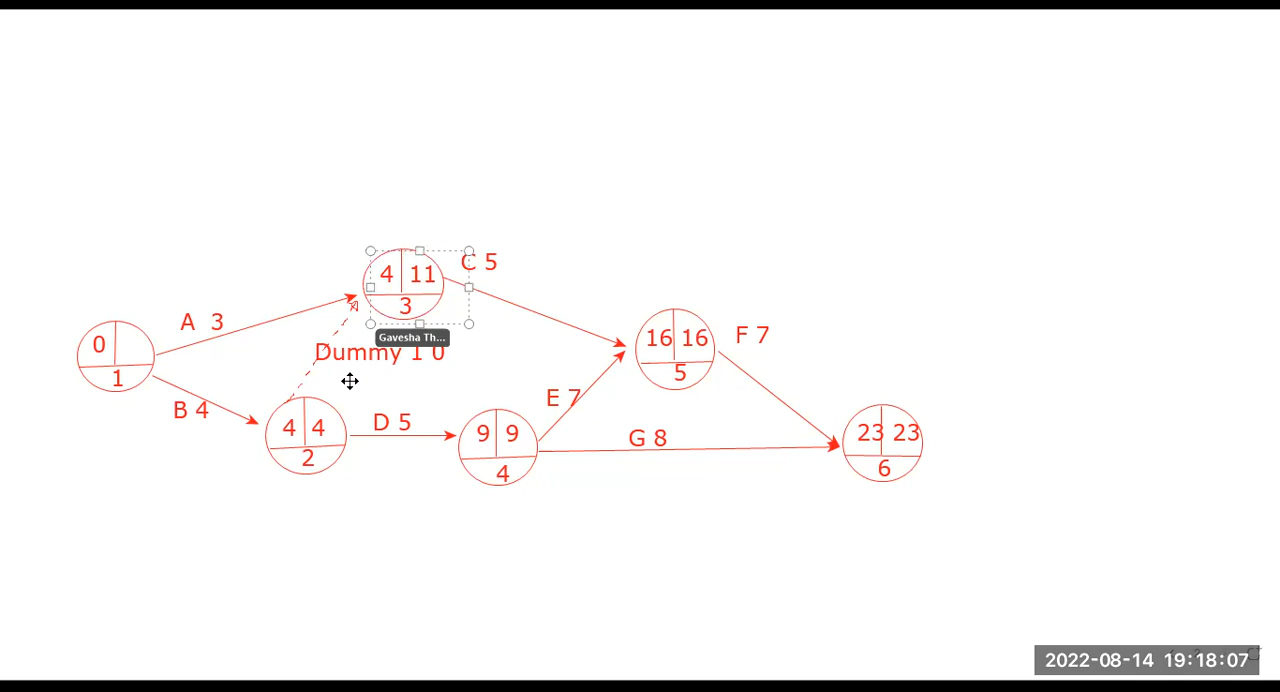 C 5
4 11
3
A 3
Gavesha Th...
Dummy 1 0
0
1
16 16
5
F 7
B 4
E 7
D 5
4 4
2
9 9
4
G 8
23 23
6
2022-08-14 19:18:07